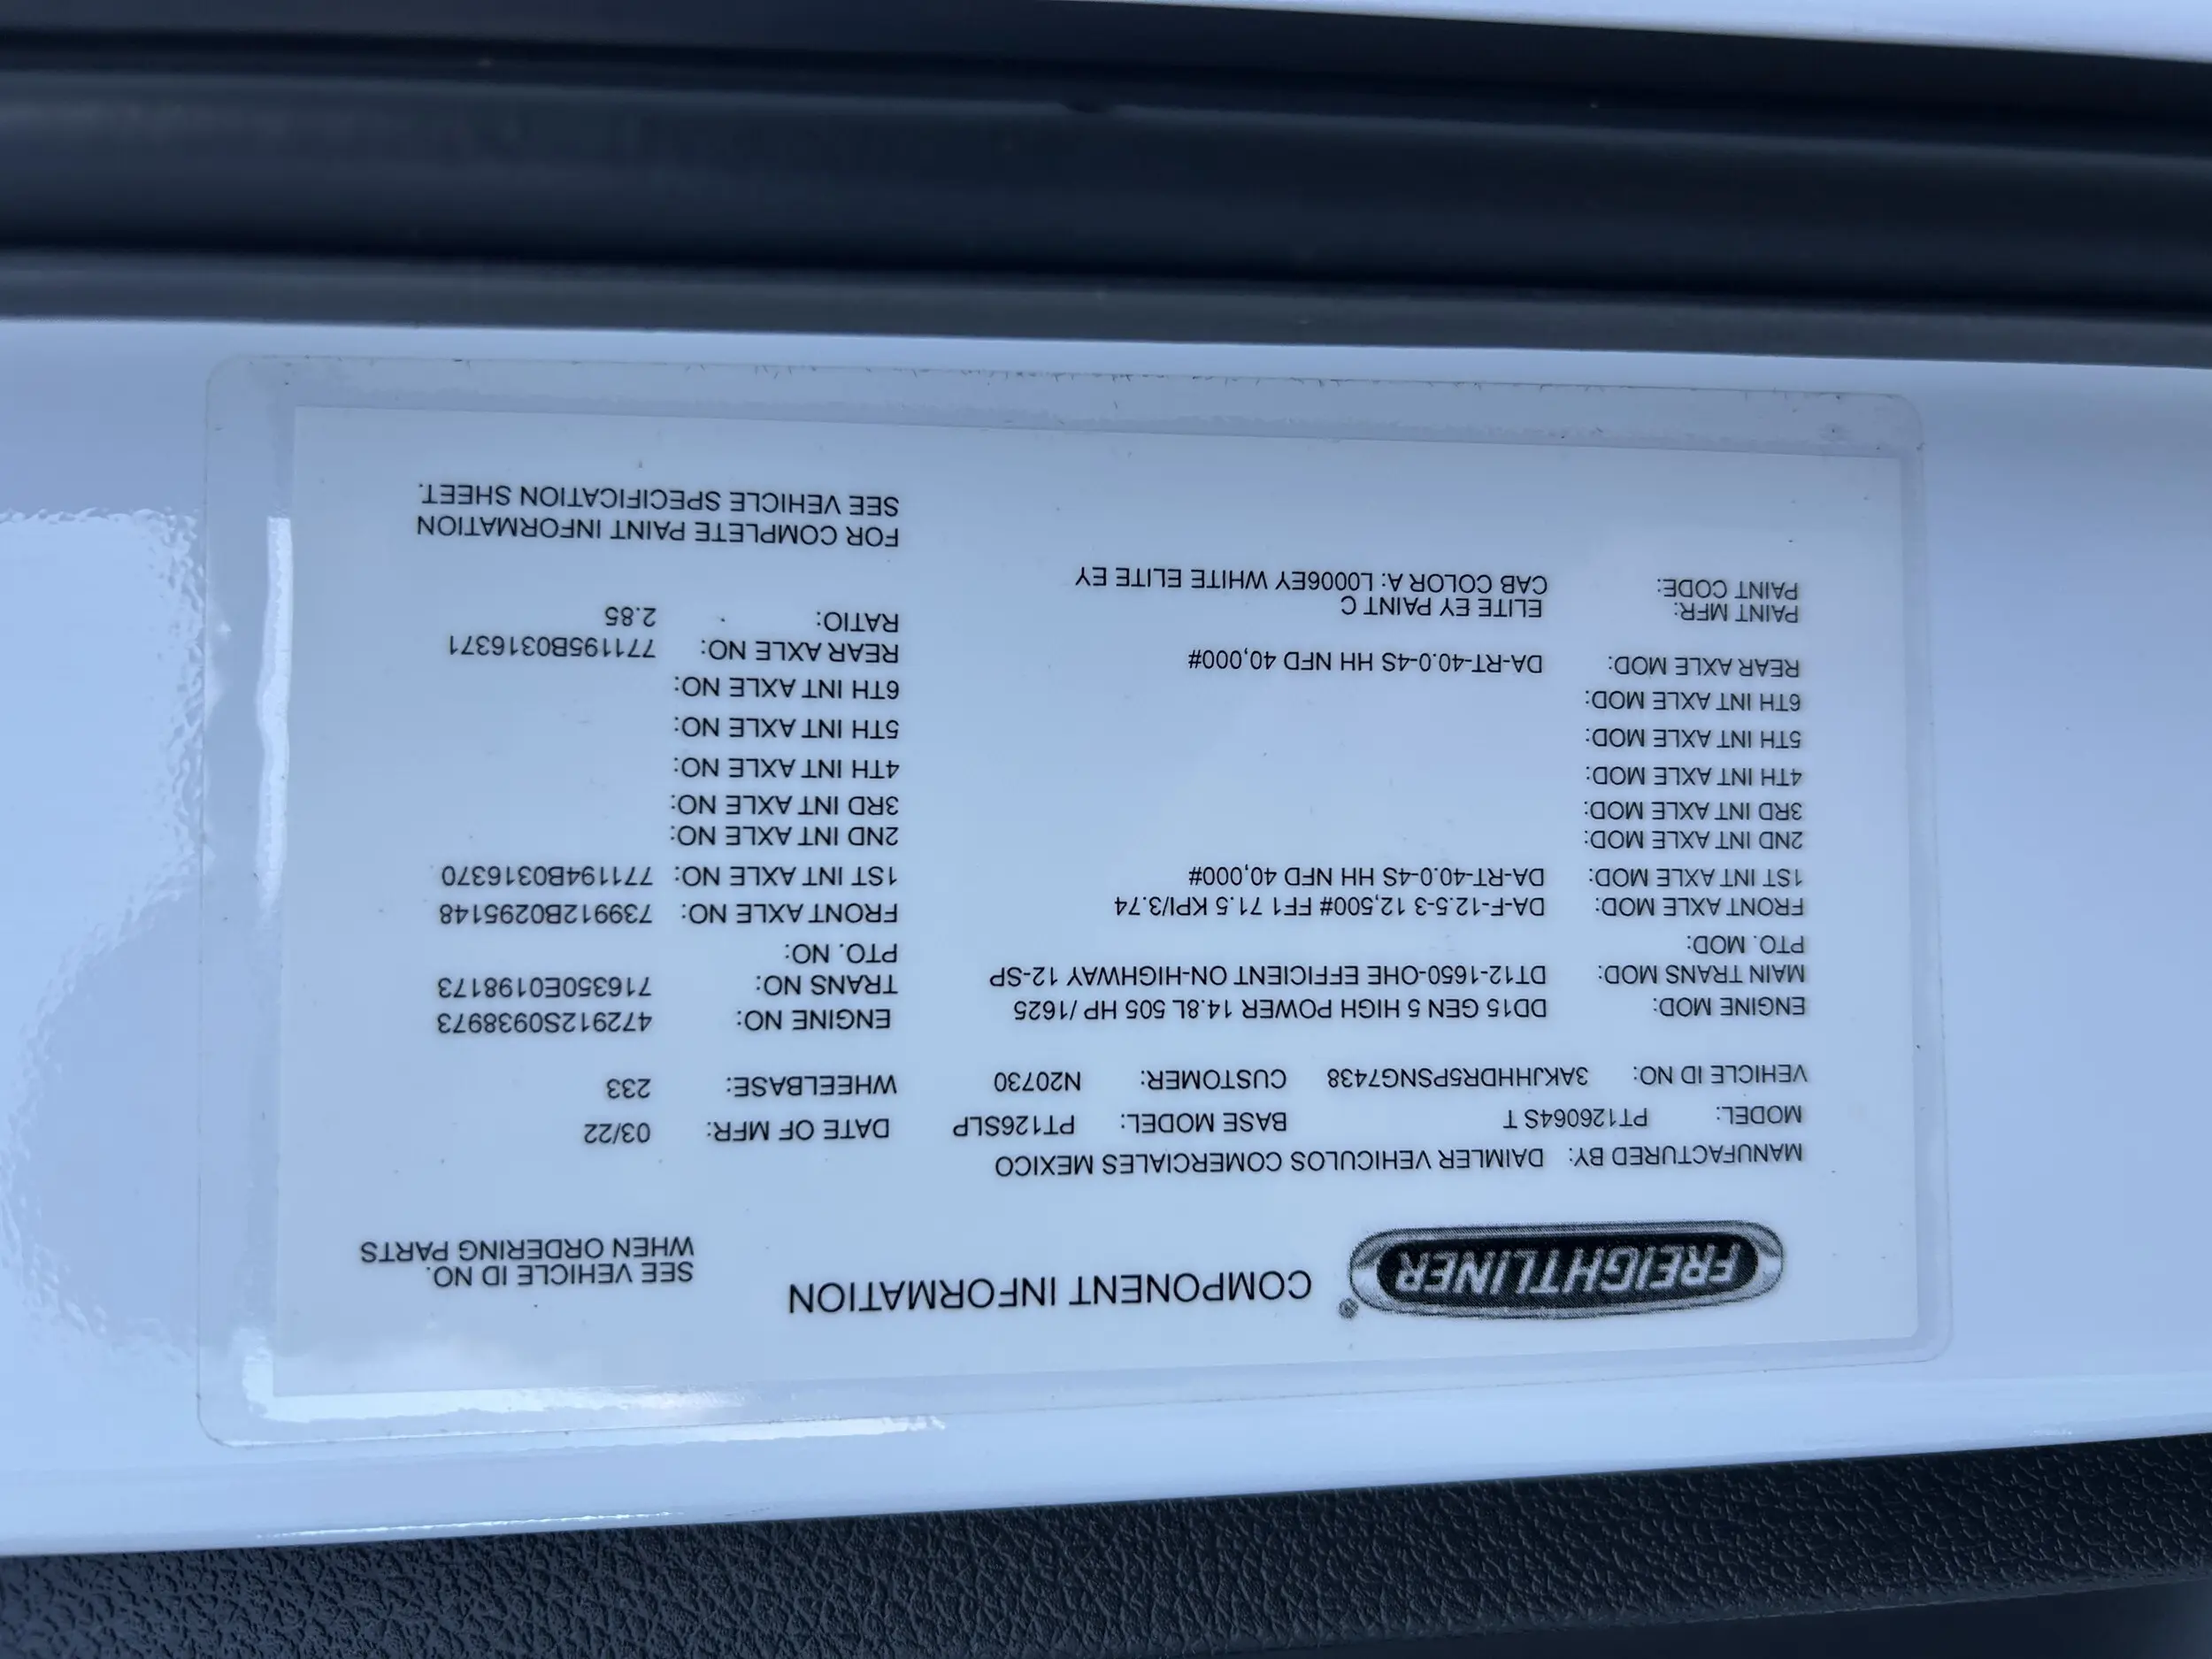 FREIGHTLINER ® COMPONENT INFORMATION SEE VEHICLE ID NO.
WHEN ORDERING PARTS
MANUFACTURED BY: DAIMLER VEHICULOS COMERCIALES MEXICO
MODEL: PT126064S T BASE MODEL: PT126SLP DATE OF MFR: 03/22
VEHICLE ID NO: 3AKJHHDR5PSNG7438 CUSTOMER: N20730 WHEELBASE: 233
ENGINE MOD: DD15 GEN 5 HIGH POWER 14.8L 505 HP / 1625 ENGINE NO: 472912S0938973
MAIN TRANS MOD: DT12-1650-OHE EFFICIENT ON-HIGHWAY 12-SP TRANS NO: 716350E0198173
PTO. MOD: PTO. NO:
FRONT AXLE MOD: DA-F-12.5-3 12,500# FF1 71.5 KPI/3.74 FRONT AXLE NO: 739912B0295148
1ST INT AXLE MOD: DA-RT-40.0-4S HH NFD 40,000# 1ST INT AXLE NO: 771194B0316370
2ND INT AXLE MOD: 2ND INT AXLE NO:
3RD INT AXLE MOD: 3RD INT AXLE NO:
4TH INT AXLE MOD: 4TH INT AXLE NO:
5TH INT AXLE MOD: 5TH INT AXLE NO:
6TH INT AXLE MOD: 6TH INT AXLE NO:
REAR AXLE MOD: DA-RT-40.0-4S HH NFD 40,000# REAR AXLE NO: 771195B0316371
RATIO: 2.85
PAINT MFR: ELITE EY PAINT C
PAINT CODE: CAB COLOR A: L0006EY WHITE ELITE EY
FOR COMPLETE PAINT INFORMATION
SEE VEHICLE SPECIFICATION SHEET.